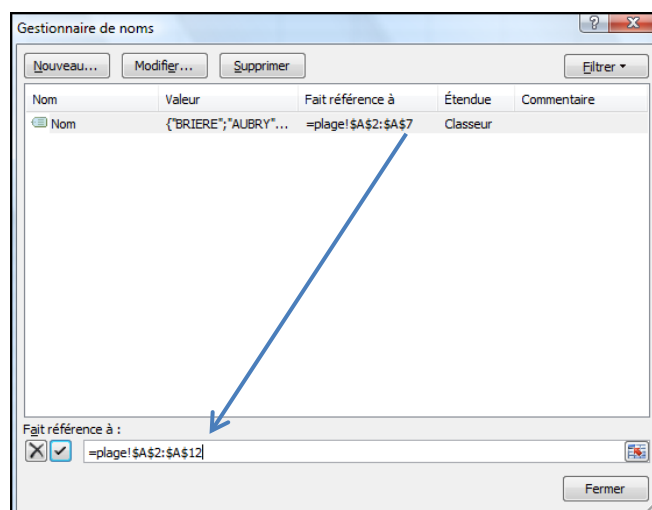 Gestionnaire de noms
Nouveau... Modifier... Supprimer Filtrer
Nom Valeur Fait référence à Étendue Commentaire
Nom {"BRIERE";"AUBRY"... =plage!$A$2:$A$7 Classeur
Fait référence à :
=plage!$A$2:$A$12
Fermer